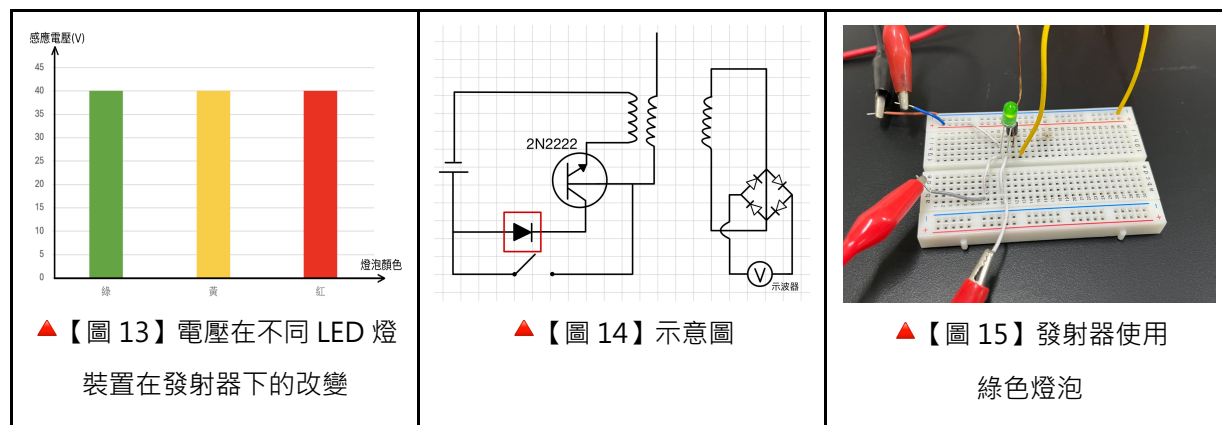 感應電壓(V)
45
40
35
30
25
20
15
10
5
0
綠
黃
紅
燈泡顏色
▲【圖 13】電壓在不同 LED 燈
裝置在發射器下的改變
2N2222
V
示波器
▲【圖 14】示意圖
▲【圖 15】發射器使用
綠色燈泡